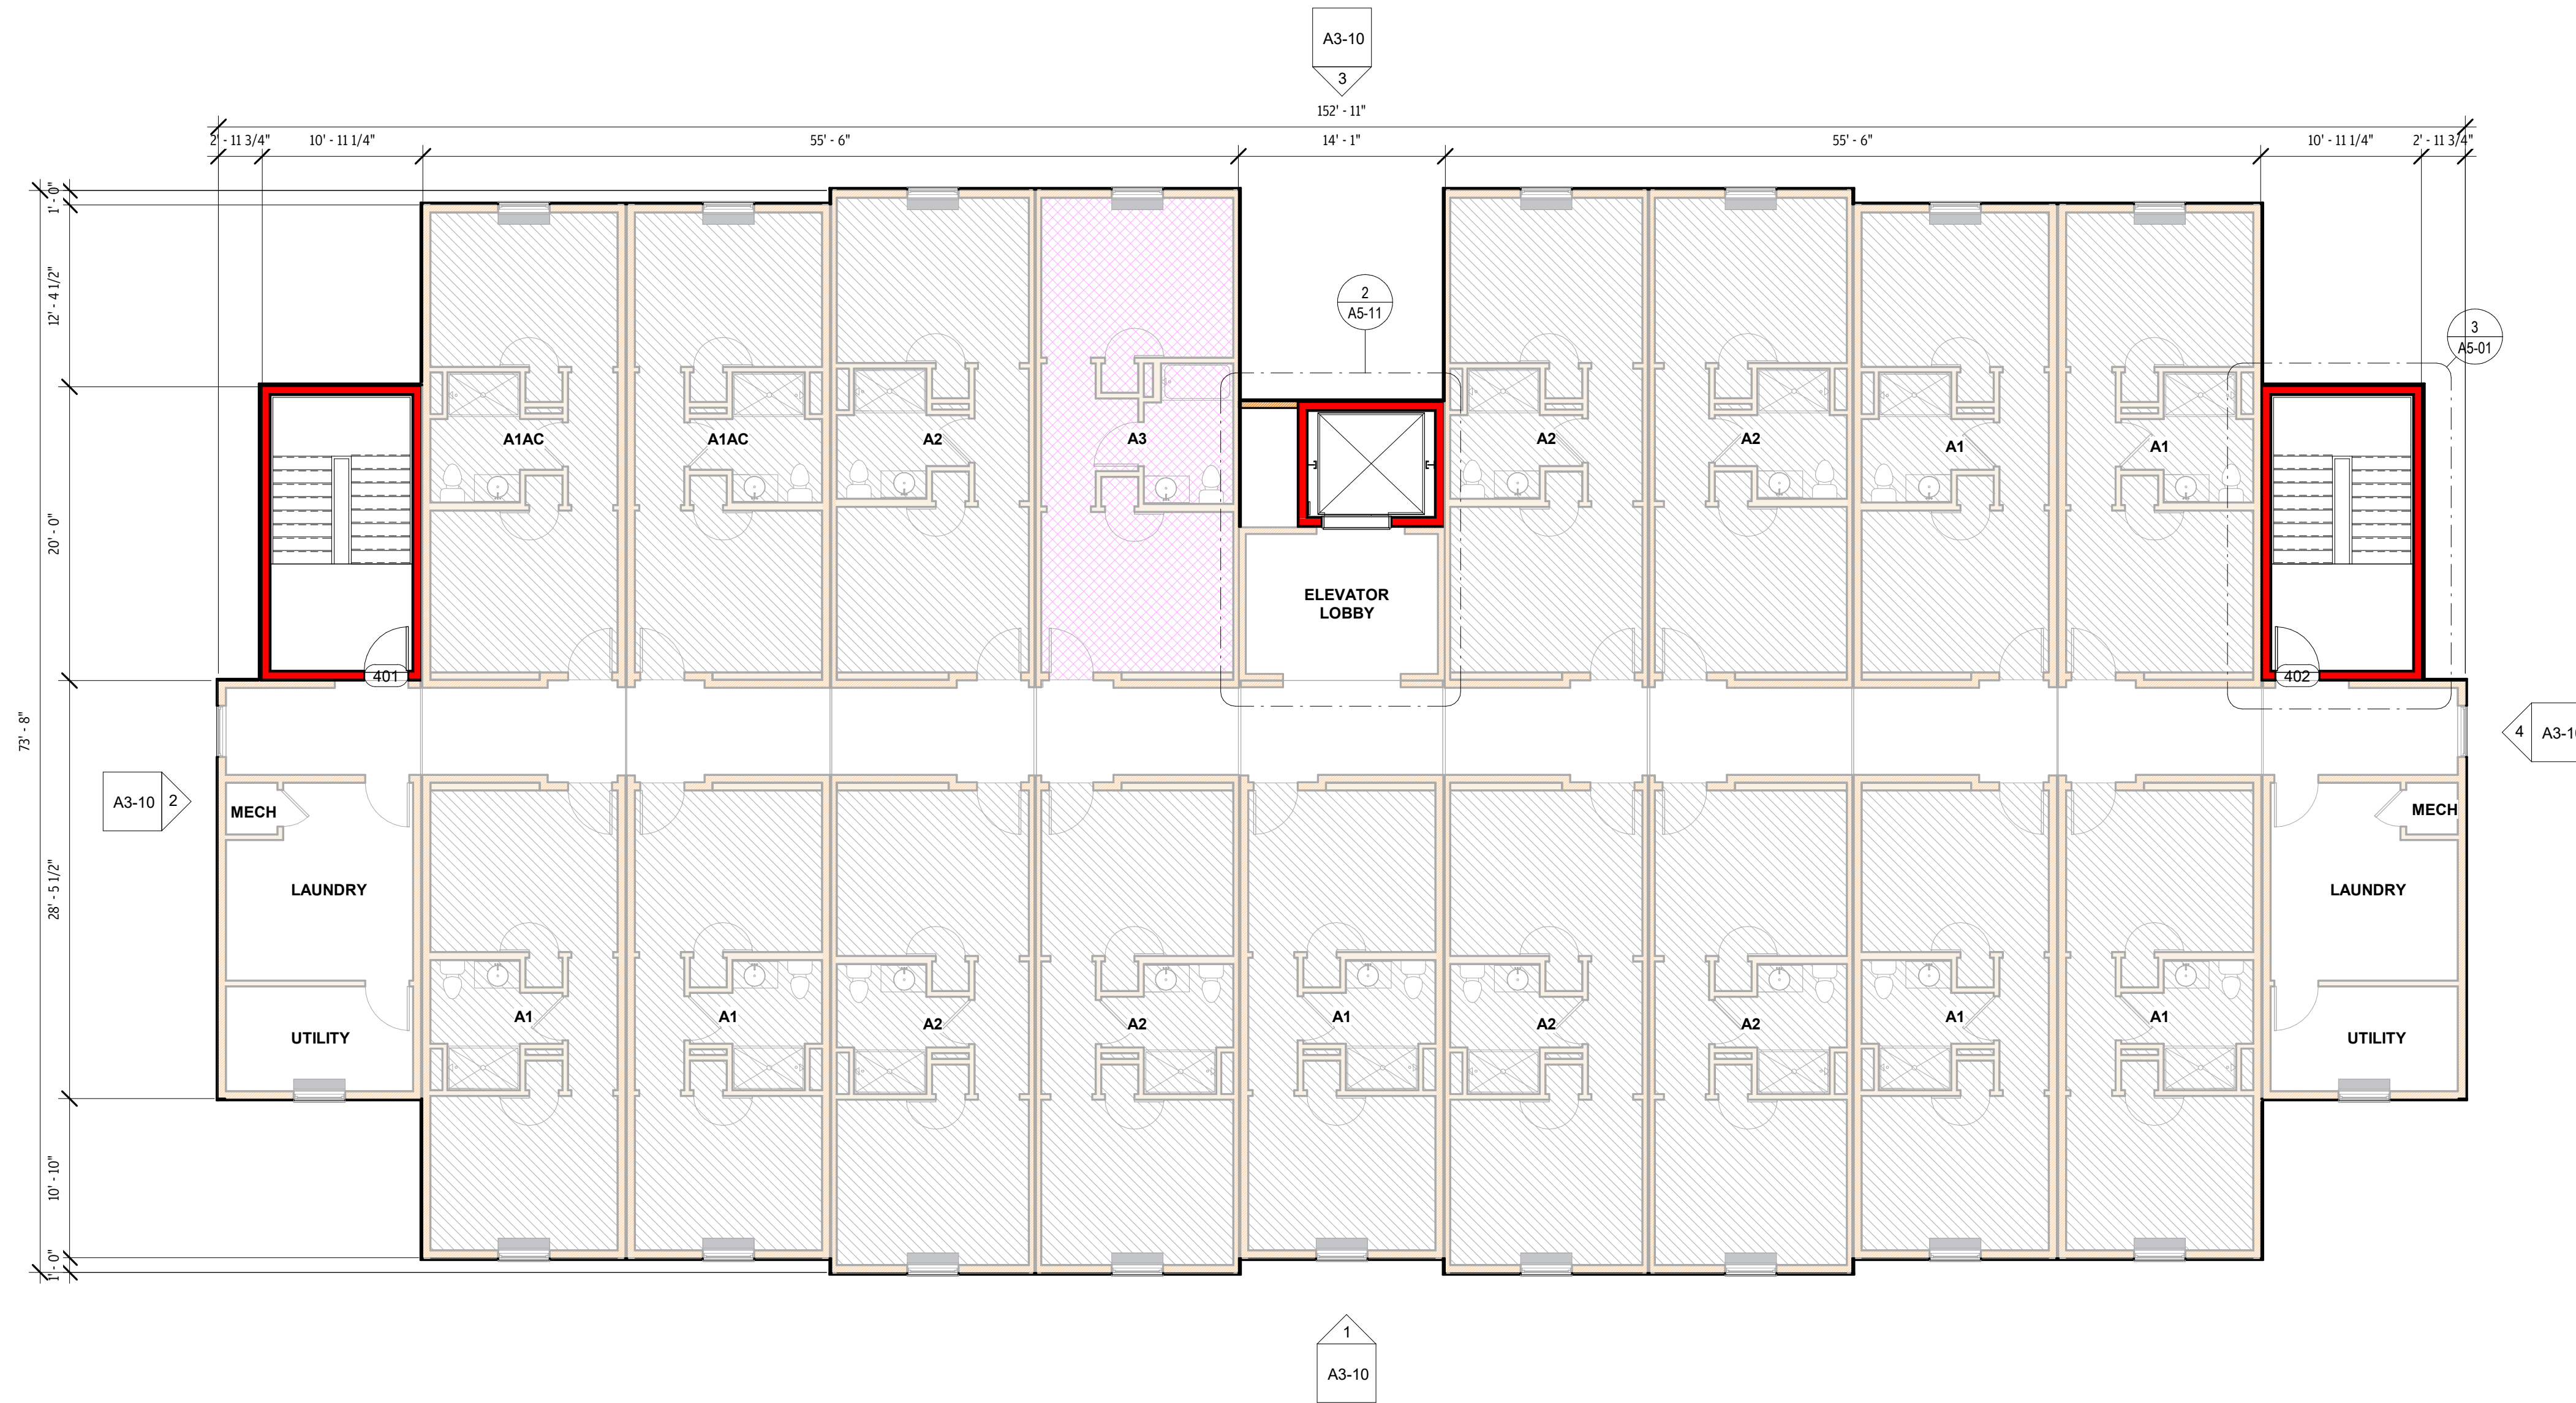 A3-10
3
152' - 11"
2' - 11 3/4"
10' - 11 1/4"
55' - 6"
14' - 1"
55' - 6"
10' - 11 1/4"
2' - 11 3/4"
1' - 0"
12' - 4 1/2"
20' - 0"
73' - 8"
28' - 5 1/2"
10' - 10"
1' - 0"
2
A5-11
3
A5-01
A1AC
A1AC
A2
A3
A2
A2
A1
A1
ELEVATOR
LOBBY
401
402
4
A3-10
2
MECH
MECH
LAUNDRY
LAUNDRY
A1
A1
A2
A2
A1
A2
A2
A1
A1
UTILITY
UTILITY
1
A3-10